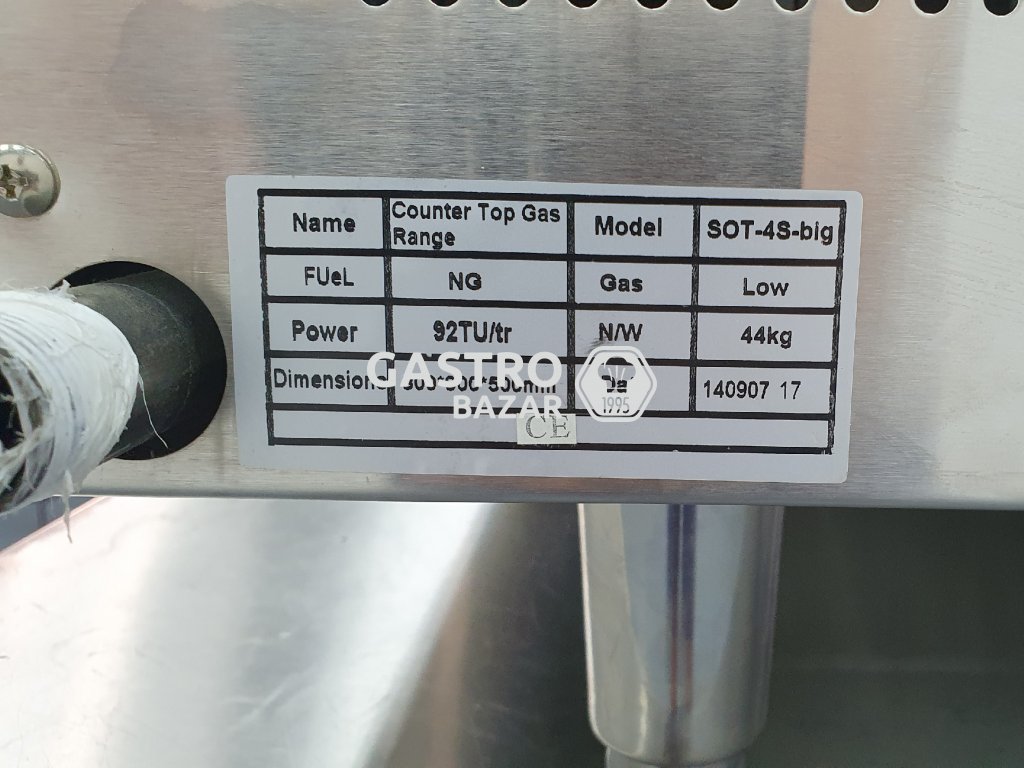 Name Counter Top Gas Range Model SOT-4S-big
FUeL NG Gas Low
Power 92TU/tr N/W 44kg
Dimension 140907 17
GASTRO
BAZAR
1995
CE